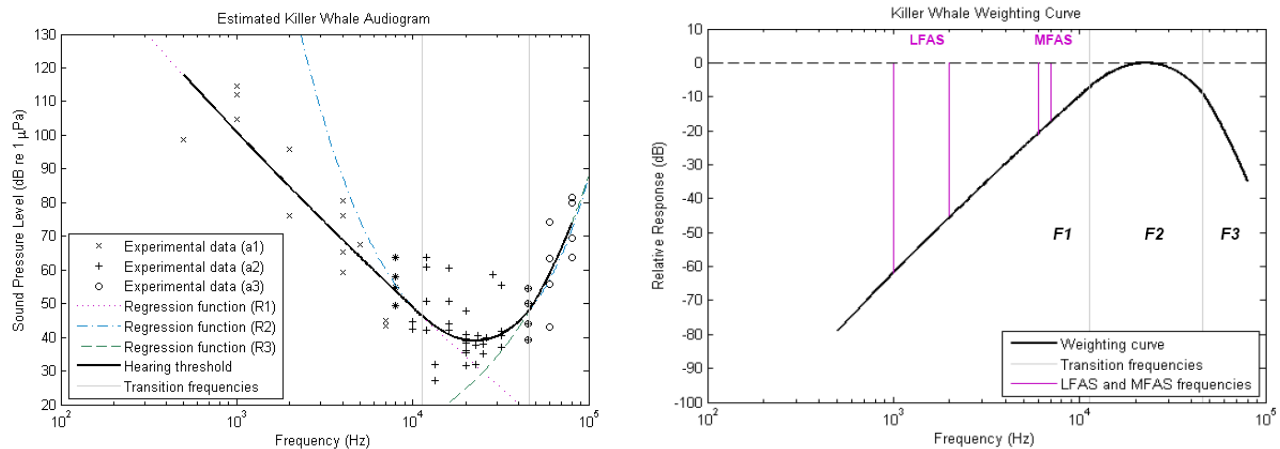 Estimated Killer Whale Audiogram
130
120
110
100
90
80
70
60
50
40
30
20
Sound Pressure Level (dB re 1 μPa)
Experimental data (a1)
Experimental data (a2)
Experimental data (a3)
Regression function (R1)
Regression function (R2)
Regression function (R3)
Hearing threshold
Transition frequencies
10²
10³
10⁴
10⁵
Frequency (Hz)
Killer Whale Weighting Curve
10
0
-10
-20
-30
-40
-50
-60
-70
-80
-90
-100
Relative Response (dB)
LFAS MFAS
F1 F2 F3
Weighting curve
Transition frequencies
LFAS and MFAS frequencies
10²
10³
10⁴
10⁵
Frequency (Hz)